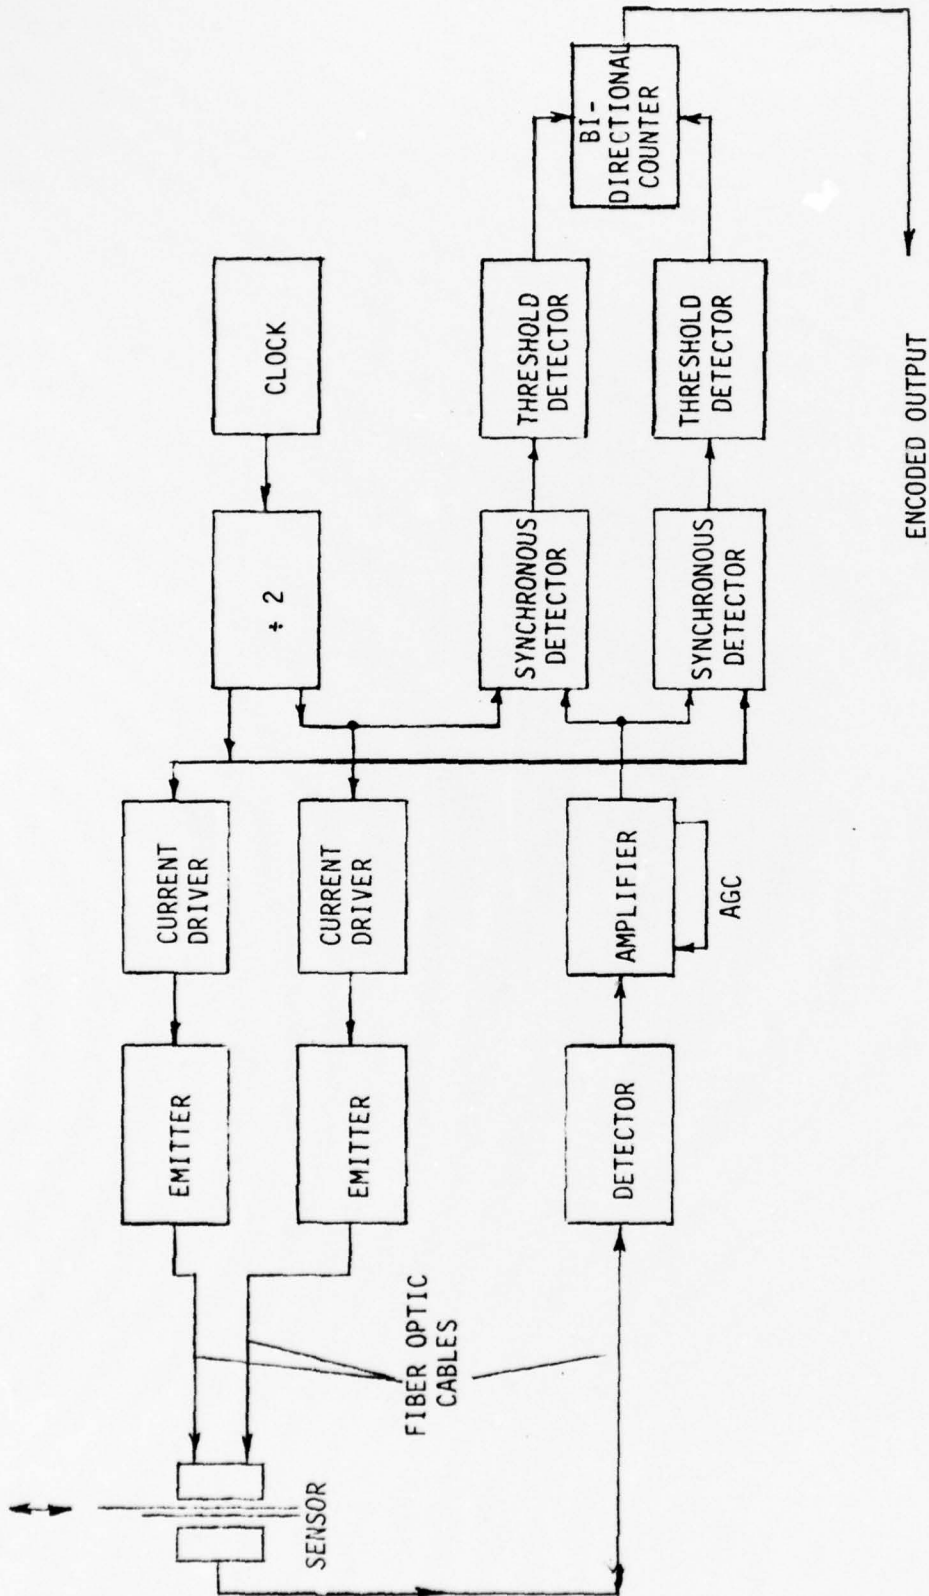 CLOCK
÷ 2
CURRENT
DRIVER
CURRENT
DRIVER
EMITTER
EMITTER
SENSOR
FIBER OPTIC
CABLES
DETECTOR
AMPLIFIER
AGC
SYNCHRONOUS
DETECTOR
SYNCHRONOUS
DETECTOR
THRESHOLD
DETECTOR
THRESHOLD
DETECTOR
BI-
DIRECTIONAL
COUNTER
ENCODED OUTPUT